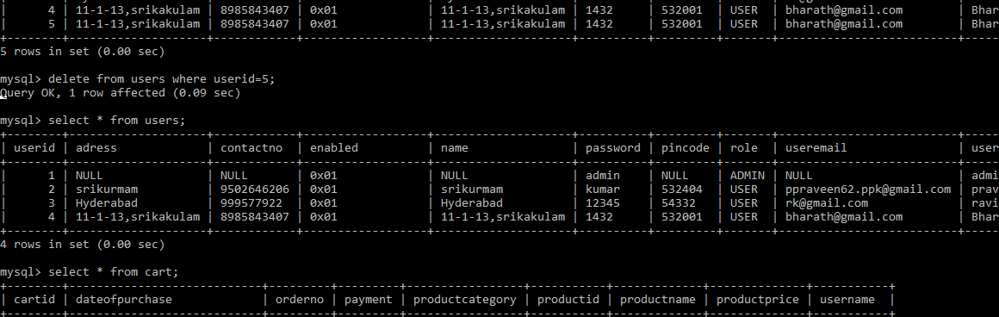 |      4 | 11-1-13,srikakulam | 8985843407 | 0x01             | 11-1-13,srikakulam | 1432     | 532001  | USER  | bharath@gmail.com        | Bhar
|      5 | 11-1-13,srikakulam | 8985843407 | 0x01             | 11-1-13,srikakulam | 1432     | 532001  | USER  | bharath@gmail.com        | Bhar
5 rows in set (0.00 sec)
mysql> delete from users where userid=5;
Query OK, 1 row affected (0.09 sec)
mysql> select * from users;
| userid | adress             | contactno  | enabled          | name               | password | pincode | role  | useremail                | user
|      1 | NULL               | NULL       | 0x01             | NULL               | admin    | NULL    | ADMIN | NULL                     | admi
|      2 | srikurmam          | 9502646206 | 0x01             | srikurmam          | kumar    | 532404  | USER  | ppraveen62.ppk@gmail.com | prav
|      3 | Hyderabad          | 999577922  | 0x01             | Hyderabad          | 12345    | 54332   | USER  | rk@gmail.com             | ravi
|      4 | 11-1-13,srikakulam | 8985843407 | 0x01             | 11-1-13,srikakulam | 1432     | 532001  | USER  | bharath@gmail.com        | Bhar
4 rows in set (0.00 sec)
mysql> select * from cart;
| cartid | dateofpurchase             | orderno | payment | productcategory | productid | productname | productprice | username  |